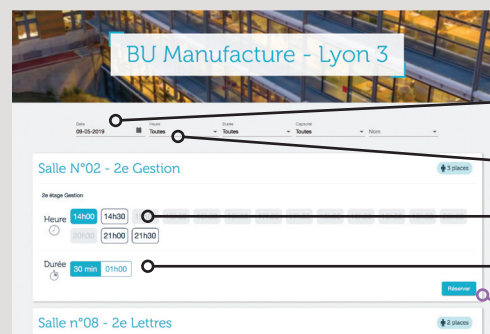 BU Manufacture - Lyon 3
Date Heure Durée Capacité
09-05-2019 Toutes Toutes Toutes Nom
Salle N°02 - 2e Gestion 3 places
2e étage Gestion
Heure 14h00 14h30
20h30 21h00 21h30
Durée 30 min 01h00
Réserver
Salle n°08 - 2e Lettres 2 places